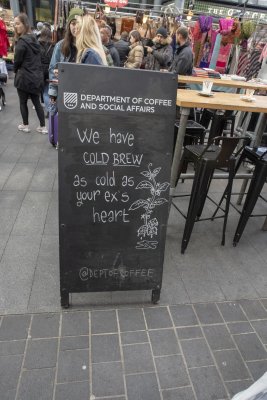 DEPARTMENT OF COFFEE
AND SOCIAL AFFAIRS
We have
COLD BREW
as cold as
your ex's
heart
@DEPTOFCOFFEE